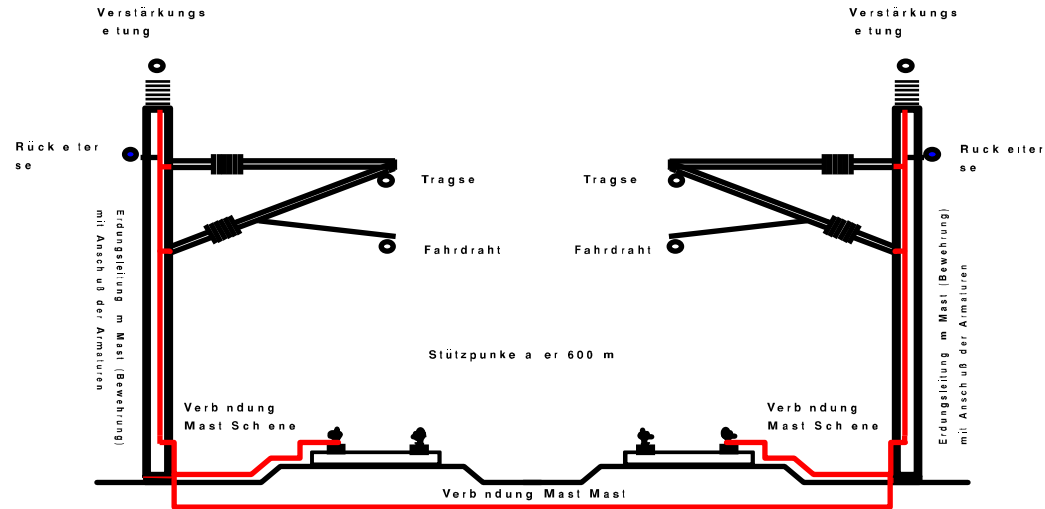 Verstärkungs
e tung
Verstärkungs
e tung
Rück e ter
se
Ruck eiter
se
Tragse
Tragse
Fahrdraht
Fahrdraht
Erdungsleitung m Mast (Bewehrung)
mit Ansch uß der Armaturen
Erdungsleitung m Mast (Bewehrung)
mit Ansch uß der Armaturen
Stützpunke a er 600 m
Verb ndung
Mast Sch ene
Verb ndung
Mast Sch ene
Verb ndung Mast Mast